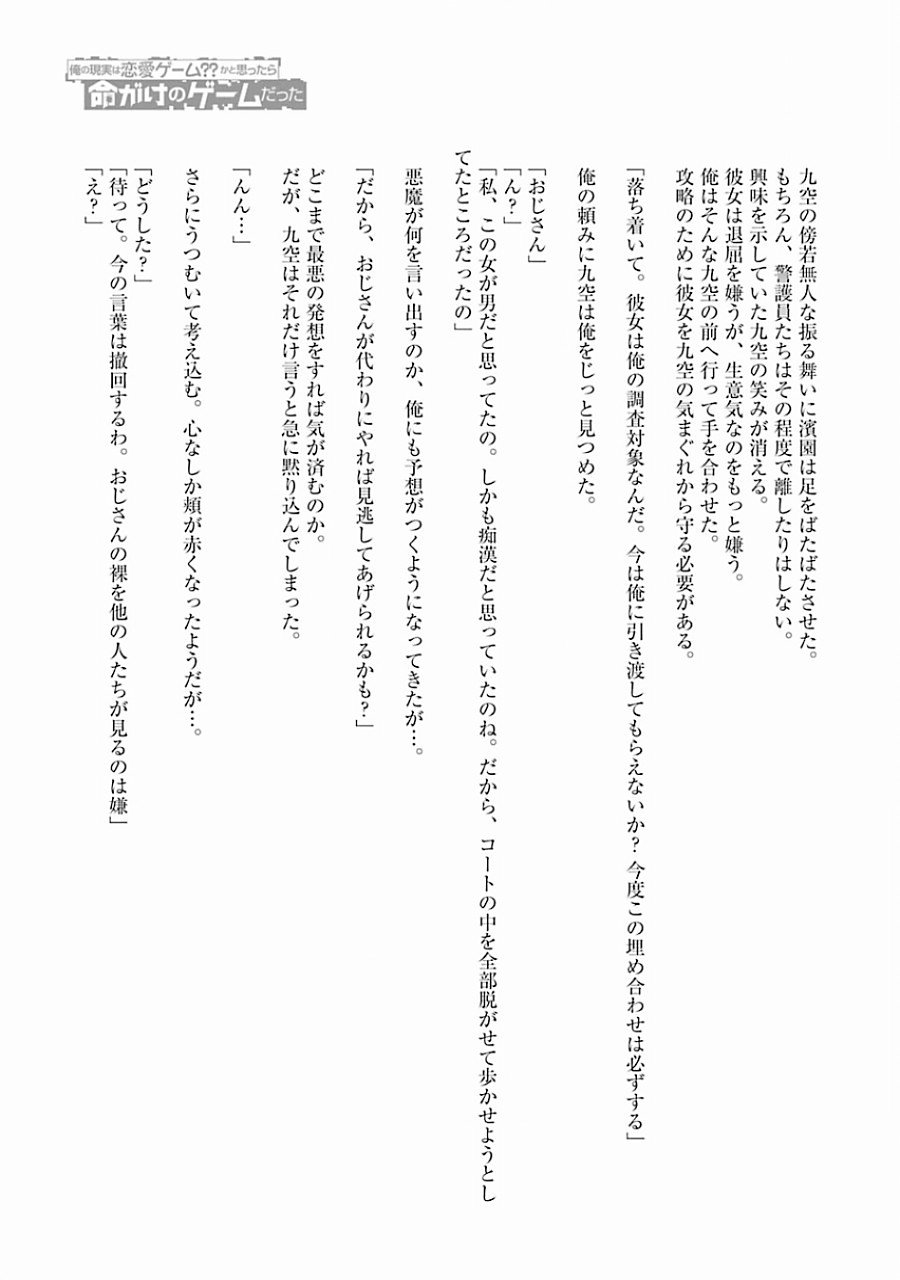 俺の現実は恋愛ゲーム??かと思ったら
命がけのゲームだった
九空の傍若無人な振る舞いに濱園は足をばたばたさせた。
もちろん、警護員たちはその程度で離したりはしない。
興味を示していた九空の笑みが消える。
彼女は退屈を嫌うが、生意気なのをもっと嫌う。
俺はそんな九空の前へ行って手を合わせた。
攻略のために彼女を九空の気まぐれから守る必要がある。
「落ち着いて。彼女は俺の調査対象なんだ。今は俺に引き渡してもらえないか？今度この埋め合わせは必ずする」
俺の頼みに九空は俺をじっと見つめた。
「おじさん」
「ん？」
「私、この女が男だと思ってたの。しかも痴漢だと思っていたのね。だから、コートの中を全部脱がせて歩かせようとし
てたところだったの」
悪魔が何を言い出すのか、俺にも予想がつくようになってきたが…。
「だから、おじさんが代わりにやれば見逃してあげられるかも？」
どこまで最悪の発想をすれば気が済むのか。
だが、九空はそれだけ言うと急に黙り込んでしまった。
「んん…」
さらにうつむいて考え込む。心なしか頬が赤くなったようだが…。
「どうした？」
「待って。今の言葉は撤回するわ。おじさんの裸を他の人たちが見るのは嫌」
「え？」